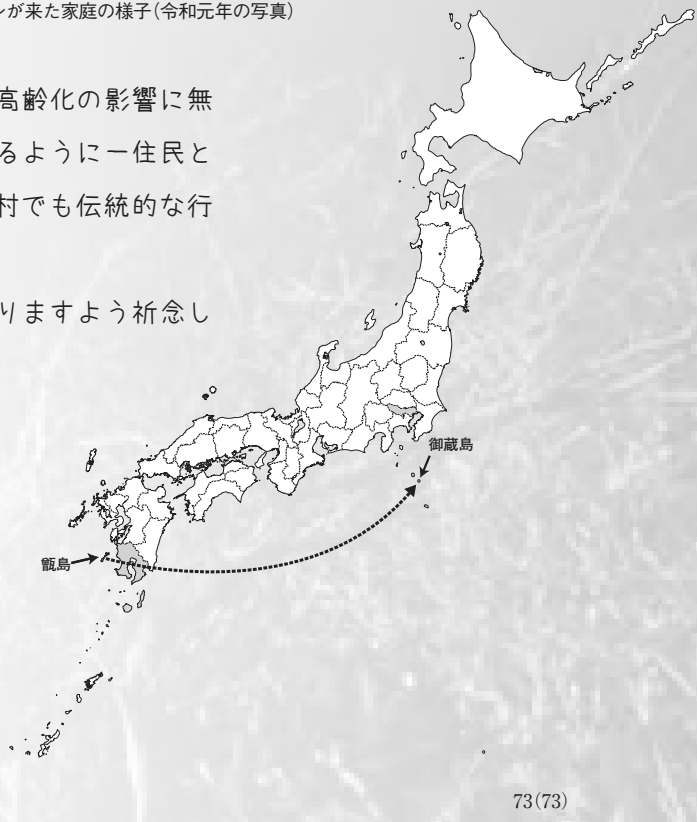 が来た家庭の様子(令和元年の写真)
高齢化の影響に無
るように一住民と
村でも伝統的な行
りますよう祈念し
御蔵島
甑島
73(73)